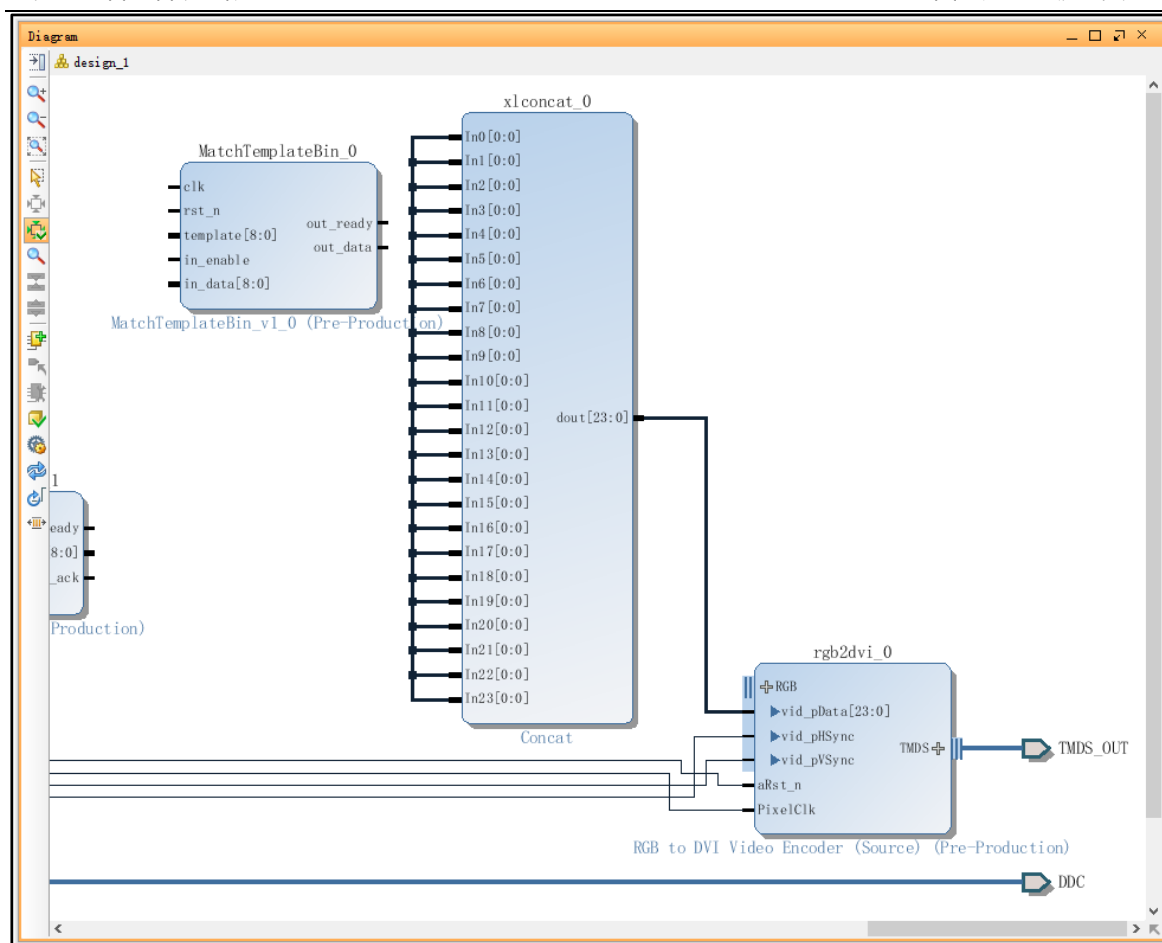 Diagram
design_1
xlconcat_0
MatchTemplateBin_0
clk
rst_n
template[8:0]
in_enable
in_data[8:0]
out_ready
out_data
MatchTemplateBin_v1_0 (Pre-Production)
In0[0:0]
In1[0:0]
In2[0:0]
In3[0:0]
In4[0:0]
In5[0:0]
In6[0:0]
In7[0:0]
In8[0:0]
In9[0:0]
In10[0:0]
In11[0:0]
In12[0:0]
In13[0:0]
In14[0:0]
In15[0:0]
In16[0:0]
In17[0:0]
In18[0:0]
In19[0:0]
In20[0:0]
In21[0:0]
In22[0:0]
In23[0:0]
dout[23:0]
Concat
1
eady
8:0]
_ack
Production)
rgb2dvi_0
RGB
vid_pData[23:0]
vid_pHSync
vid_pVSync
aRst_n
PixelClk
TMDS
TMDS_OUT
RGB to DVI Video Encoder (Source) (Pre-Production)
DDC